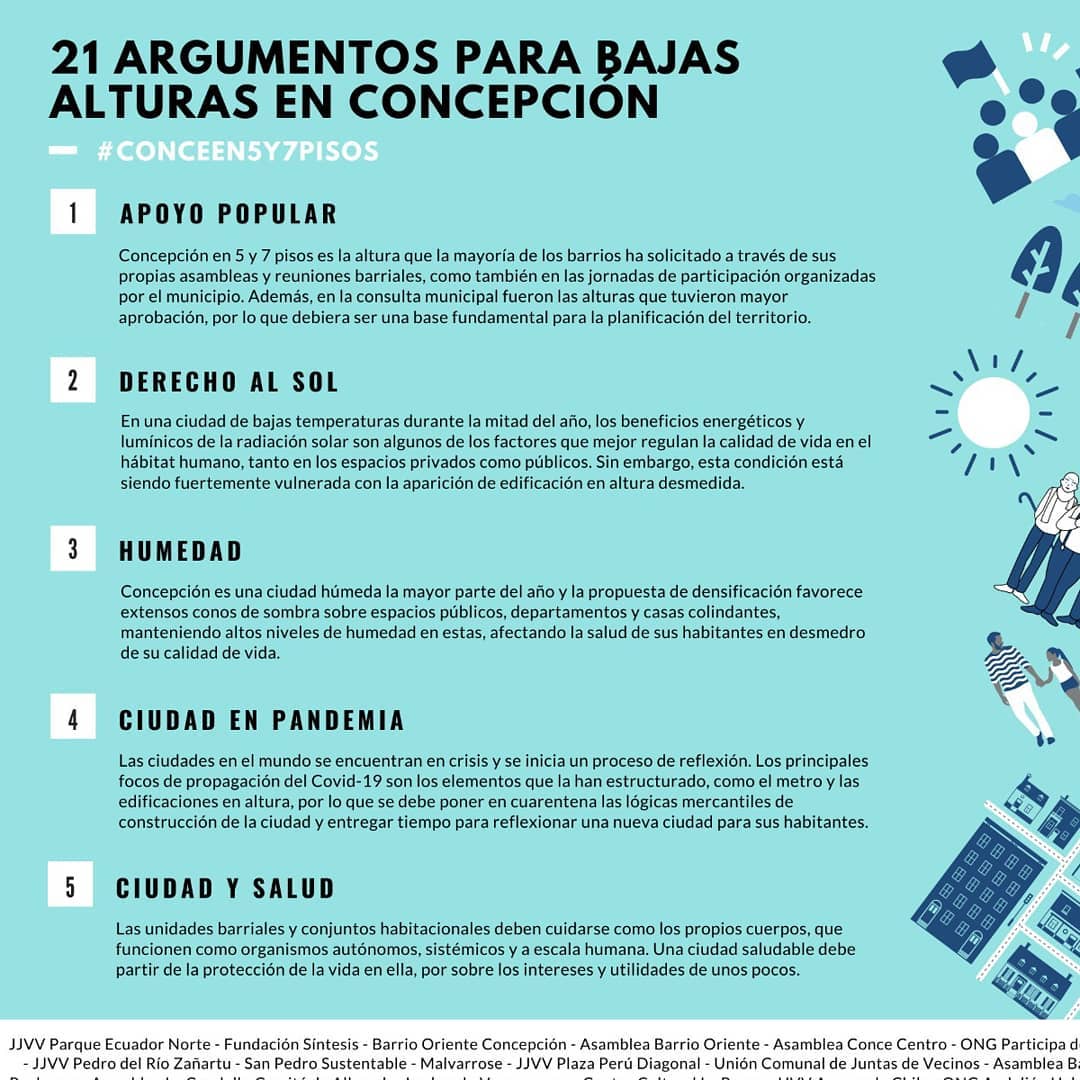 21 ARGUMENTOS PARA BAJAS
ALTURAS EN CONCEPCIÓN
#CONCEEN5Y7PISOS
1 APOYO POPULAR
Concepción en 5 y 7 pisos es la altura que la mayoría de los barrios ha solicitado a través de sus
propias asambleas y reuniones barriales, como también en las jornadas de participación organizadas
por el municipio. Además, en la consulta municipal fueron las alturas que tuvieron mayor
aprobación, por lo que debiera ser una base fundamental para la planificación del territorio.
2 DERECHO AL SOL
En una ciudad de bajas temperaturas durante la mitad del año, los beneficios energéticos y
lumínicos de la radiación solar son algunos de los factores que mejor regulan la calidad de vida en el
hábitat humano, tanto en los espacios privados como públicos. Sin embargo, esta condición está
siendo fuertemente vulnerada con la aparición de edificación en altura desmedida.
3 HUMEDAD
Concepción es una ciudad húmeda la mayor parte del año y la propuesta de densificación favorece
extensos conos de sombra sobre espacios públicos, departamentos y casas colindantes,
manteniendo altos niveles de humedad en estas, afectando la salud de sus habitantes en desmedro
de su calidad de vida.
4 CIUDAD EN PANDEMIA
Las ciudades en el mundo se encuentran en crisis y se inicia un proceso de reflexión. Los principales
focos de propagación del Covid-19 son los elementos que la han estructurado, como el metro y las
edificaciones en altura, por lo que se debe poner en cuarentena las lógicas mercantiles de
construcción de la ciudad y entregar tiempo para reflexionar una nueva ciudad para sus habitantes.
5 CIUDAD Y SALUD
Las unidades barriales y conjuntos habitacionales deben cuidarse como los propios cuerpos, que
funcionen como organismos autónomos, sistémicos y a escala humana. Una ciudad saludable debe
partir de la protección de la vida en ella, por sobre los intereses y utilidades de unos pocos.
JJVV Parque Ecuador Norte - Fundación Síntesis - Barrio Oriente Concepción - Asamblea Barrio Oriente - Asamblea Conce Centro - ONG Participa
- JJVV Pedro del Río Zañartu - San Pedro Sustentable - Malvarrose - JJVV Plaza Perú Diagonal - Unión Comunal de Juntas de Vecinos - Asamblea